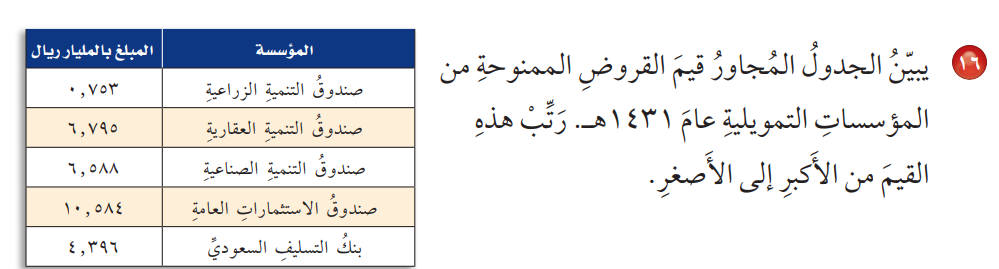 ١٦ يبيّنُ الجدولُ المُجاورُ قيمَ القروضِ الممنوحةِ من
المؤسساتِ التمويليةِ عامَ ١٤٣١هـ. رَتِّبْ هذهِ
القيمَ من الأَكبرِ إلى الأَصغرِ.
المؤسسة المبلغ بالمليار ريال
صندوقُ التنميةِ الزراعيةِ ٠,٧٥٣
صندوقُ التنميةِ العقاريةِ ٦,٧٩٥
صندوقُ التنميةِ الصناعيةِ ٦,٥٨٨
صندوقُ الاستثماراتِ العامةِ ١٠,٥٨٤
بنكُ التسليفِ السعوديِّ ٤,٣٩٦